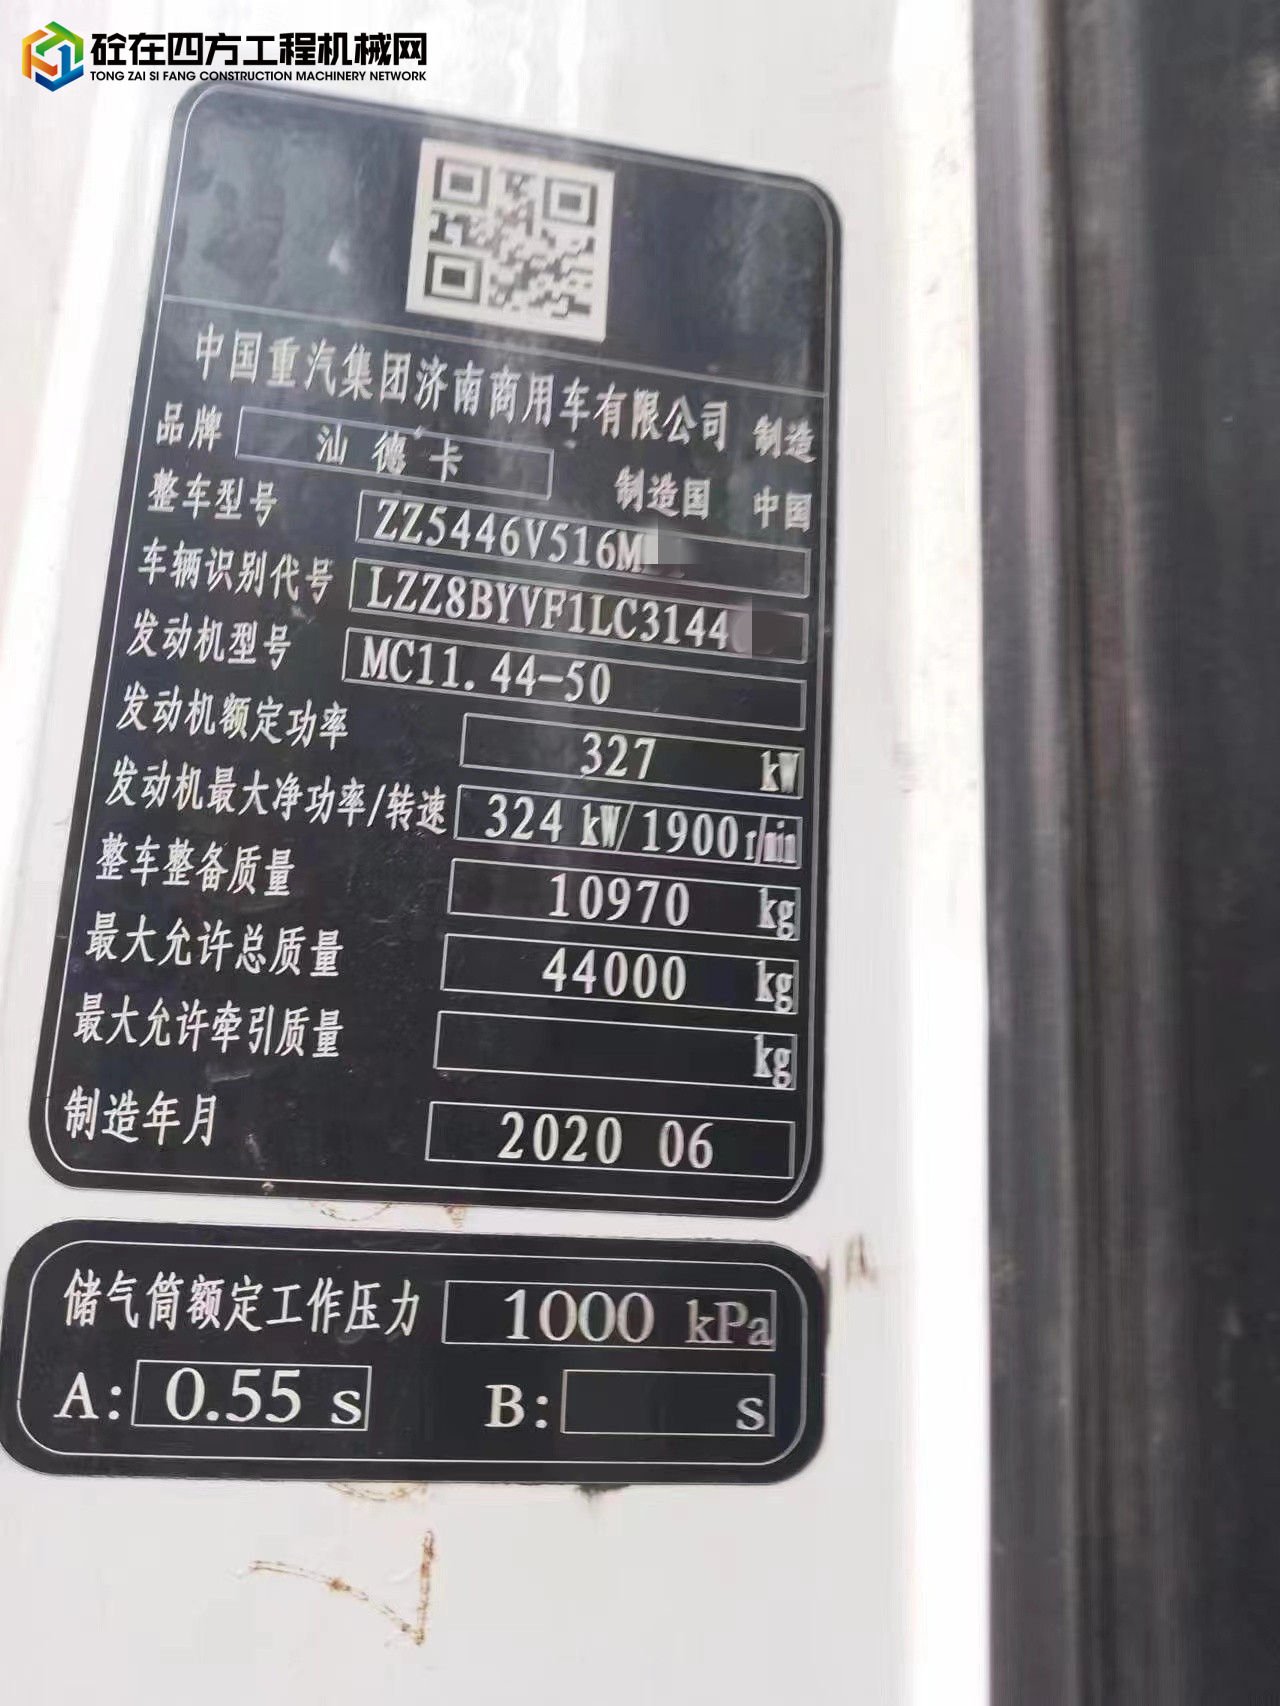 砼在四方工程机械网
TONG ZAI SI FANG CONSTRUCTION MACHINERY NETWORK
中国重汽集团济南商用车有限公司 制造
品牌 汕德卡 制造国 中国
整车型号 ZZ5446V516M
车辆识别代号 LZZ8BYVF1LC3144
发动机型号 MC11.44-50
发动机额定功率 327 kW
发动机最大净功率/转速 324 kW/1900r/min
整车整备质量 10970 kg
最大允许总质量 44000 kg
最大允许牵引质量 kg
制造年月 2020 06
储气筒额定工作压力 1000 kPa
A: 0.55 s B: s